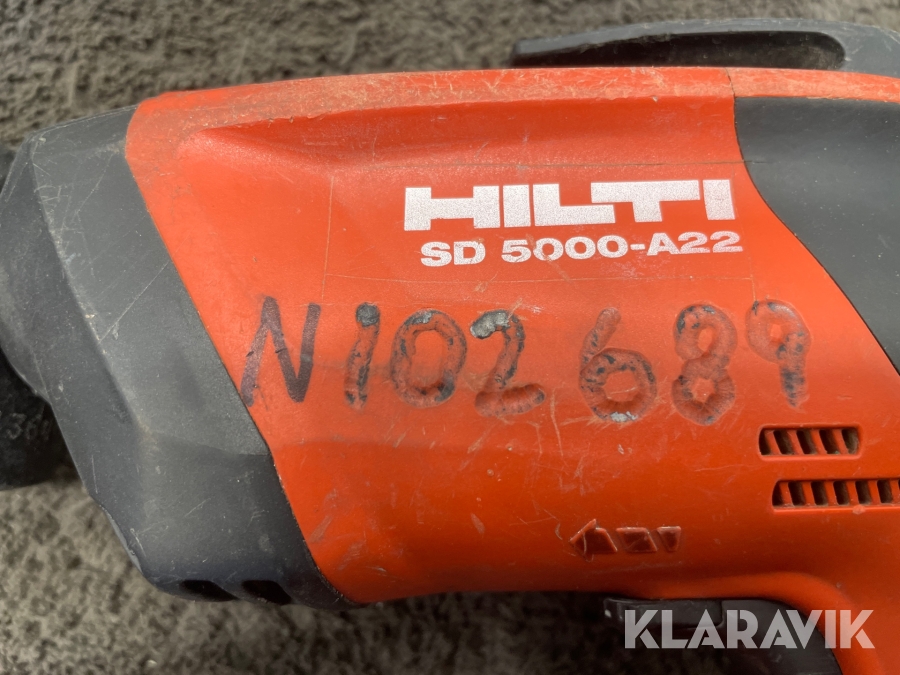 HILTI
SD 5000-A22
N102689
KLARAVIK